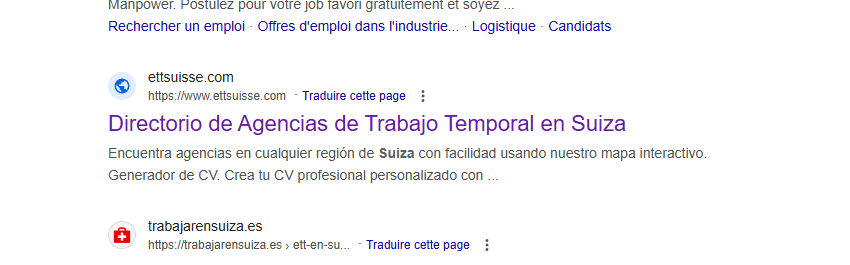 Manpower. Postulez pour votre job favori gratuitement et soyez ...
Rechercher un emploi · Offres d'emploi dans l'industrie... · Logistique · Candidats
ettsuisse.com
https://www.ettsuisse.com · Traduire cette page
Directorio de Agencias de Trabajo Temporal en Suiza
Encuentra agencias en cualquier región de Suiza con facilidad usando nuestro mapa interactivo.
Generador de CV. Crea tu CV profesional personalizado con ...
trabajarensuiza.es
https://trabajarensuiza.es › ett-en-su... · Traduire cette page